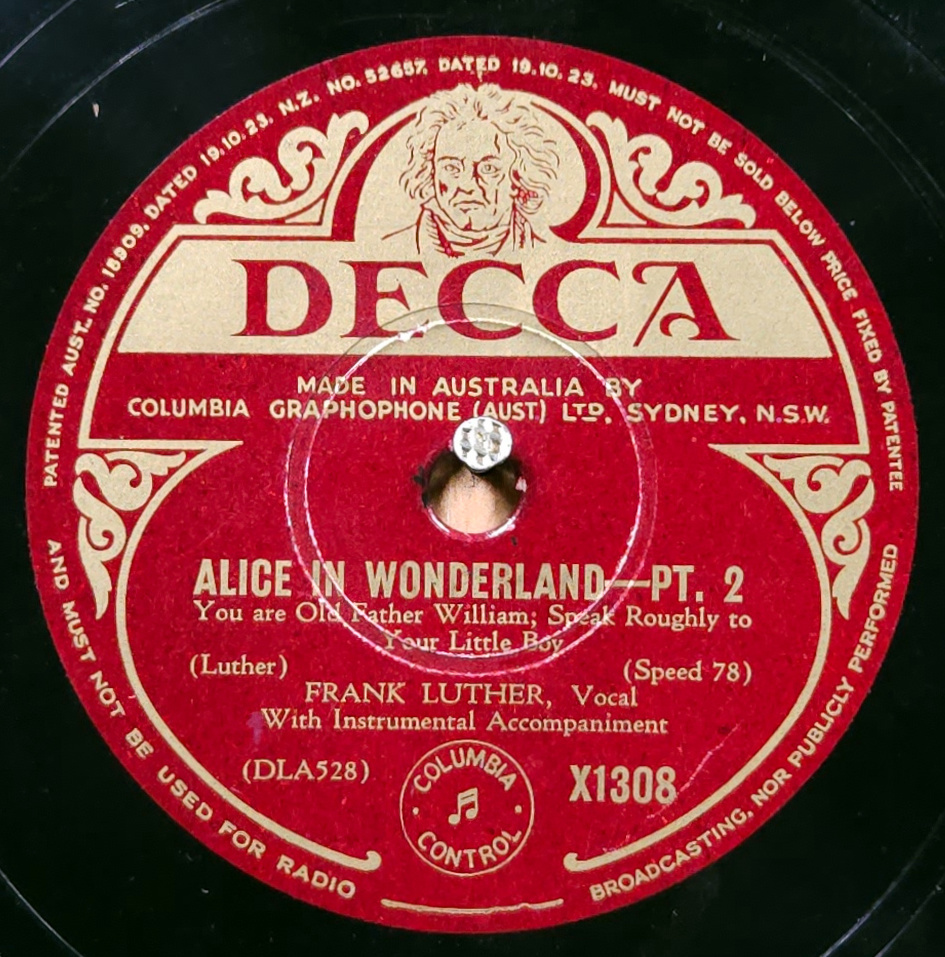 PATENTED AUST. NO. 18909, DATED 19.10.23. N.Z. NO. 52657, DATED 19.10.23. MUST NOT BE SOLD BELOW PRICE FIXED BY PATENTEE
DECCA
MADE IN AUSTRALIA BY
COLUMBIA GRAPHOPHONE (AUST) LTD. SYDNEY. N.S.W.
ALICE IN WONDERLAND—PT. 2
You are Old Father William; Speak Roughly to
Your Little Boy
(Luther) (Speed 78)
FRANK LUTHER, Vocal
With Instrumental Accompaniment
(DLA528)
COLUMBIA
CONTROL
X1308
AND MUST NOT BE USED FOR RADIO
BROADCASTING, NOR PUBLICLY PERFORMED